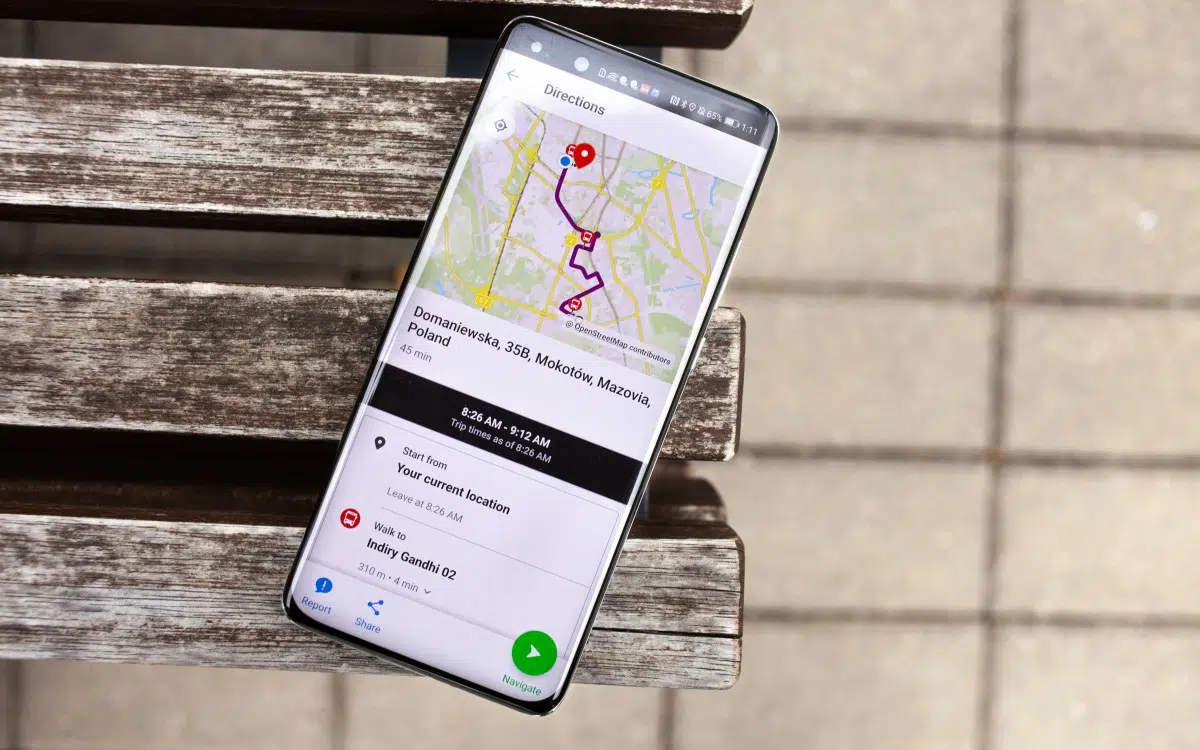 65% 1:11
Directions
@ OpenStreetMap contributors
Domaniewska, 35B, Mokotów, Mazovia,
Poland
45 min
8:26 AM - 9:12 AM
Trip times as of 8:26 AM
Start from
Your current location
Leave at 8:26 AM
Walk to
Indiry Gandhi 02
310 m • 4 min
Report
Share
Navigate